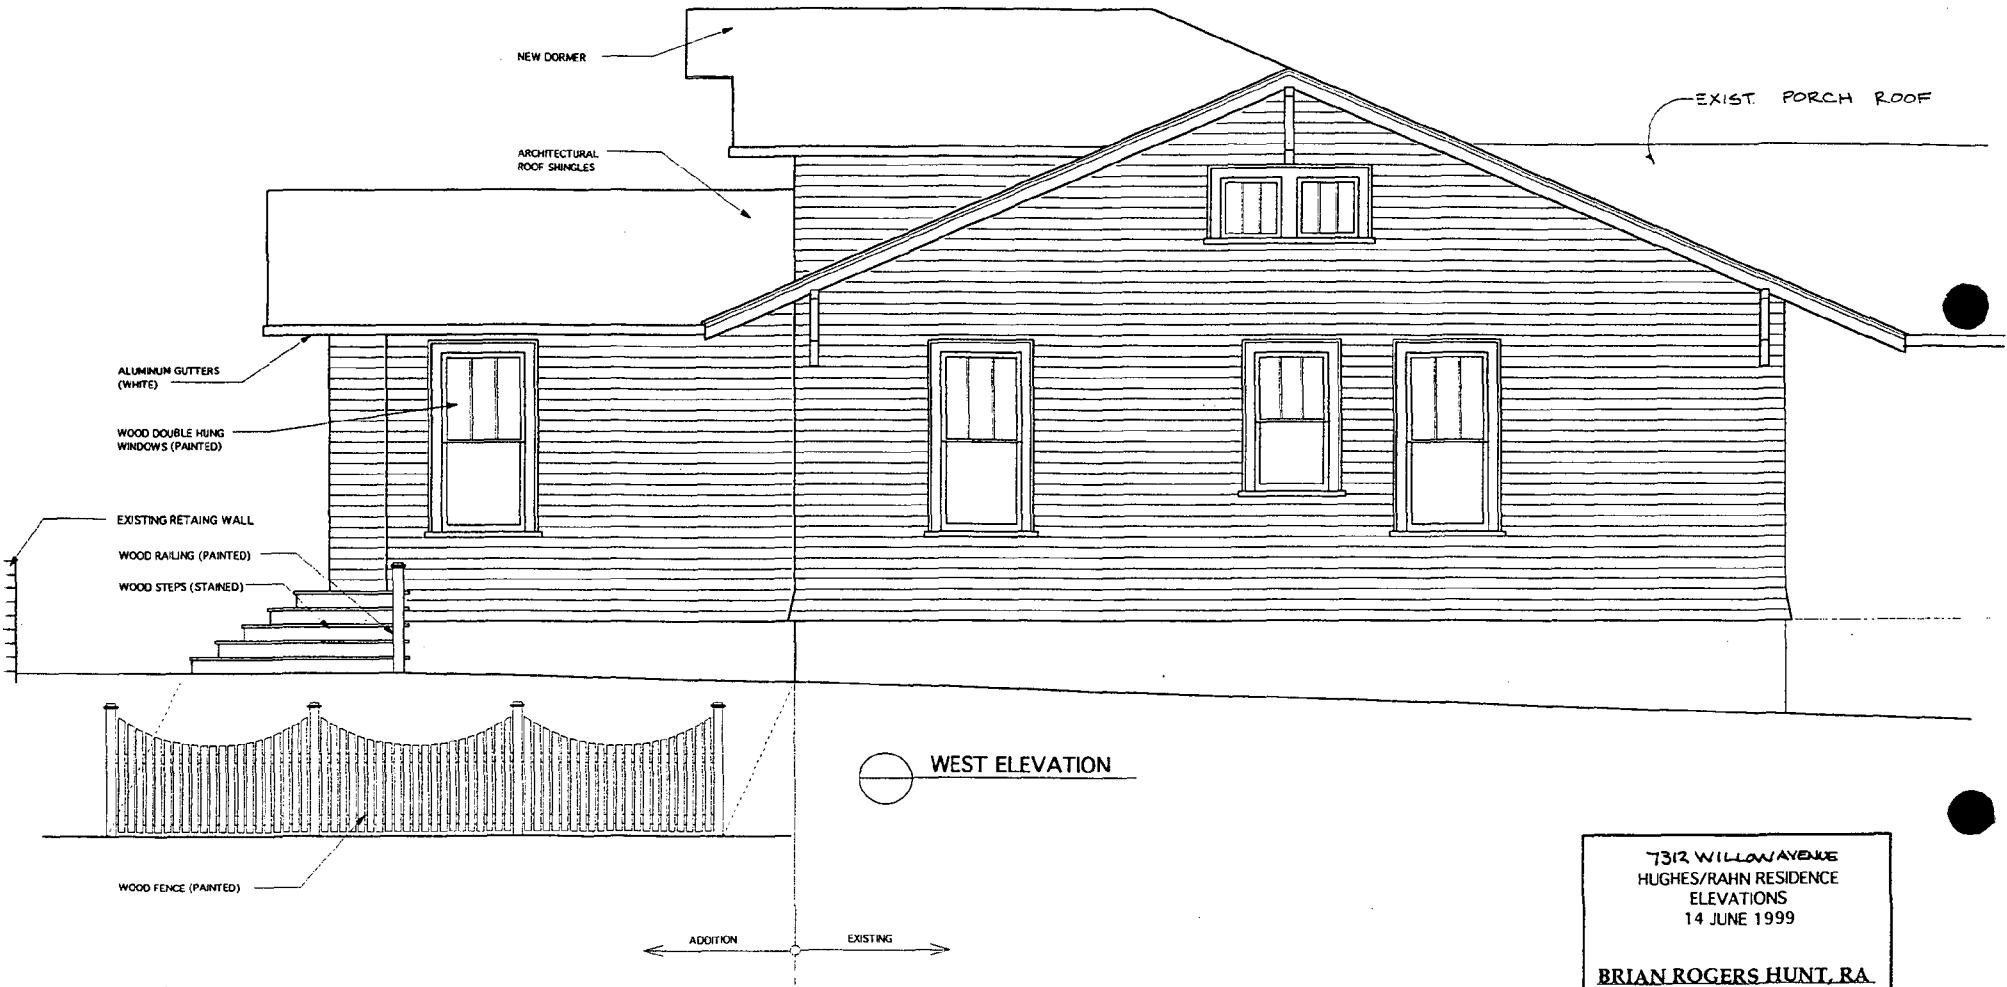 NEW DORMER
EXIST. PORCH ROOF
ARCHITECTURAL
ROOF SHINGLES
ALUMINUM GUTTERS
(WHITE)
WOOD DOUBLE HUNG
WINDOWS (PAINTED)
EXISTING RETAING WALL
WOOD RAILING (PAINTED)
WOOD STEPS (STAINED)
WEST ELEVATION
WOOD FENCE (PAINTED)
ADDITION
EXISTING
7312 WILLOW AVENUE
HUGHES/RAHN RESIDENCE
ELEVATIONS
14 JUNE 1999
BRIAN ROGERS HUNT, RA